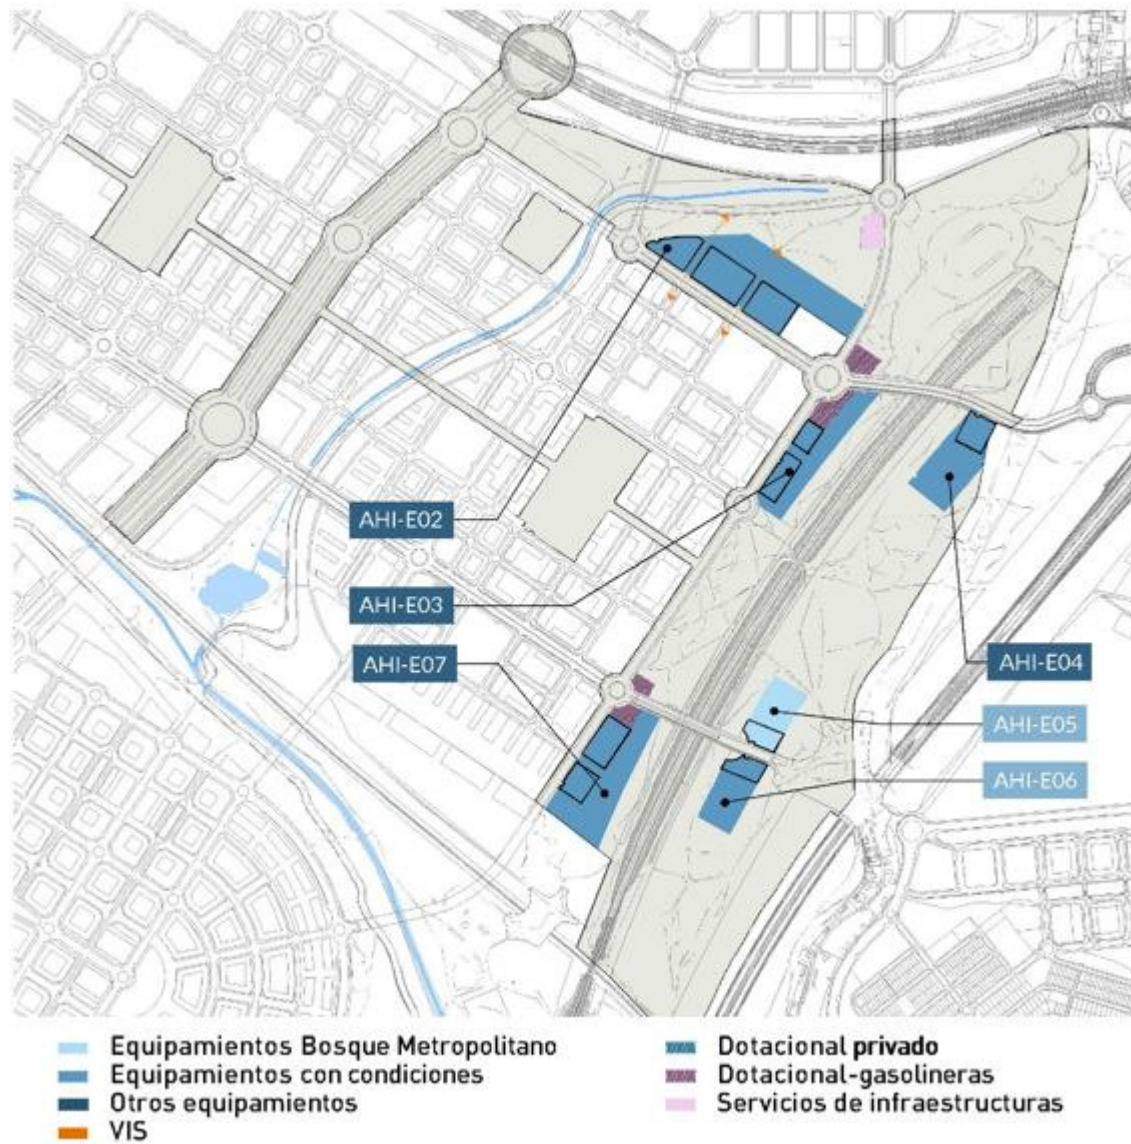 AHI-E02
AHI-E03
AHI-E07
AHI-E04
AHI-E05
AHI-E06
Equipamientos Bosque Metropolitano
Equipamientos con condiciones
Otros equipamientos
VIS
Dotacional privado
Dotacional-gasolineras
Servicios de infraestructuras